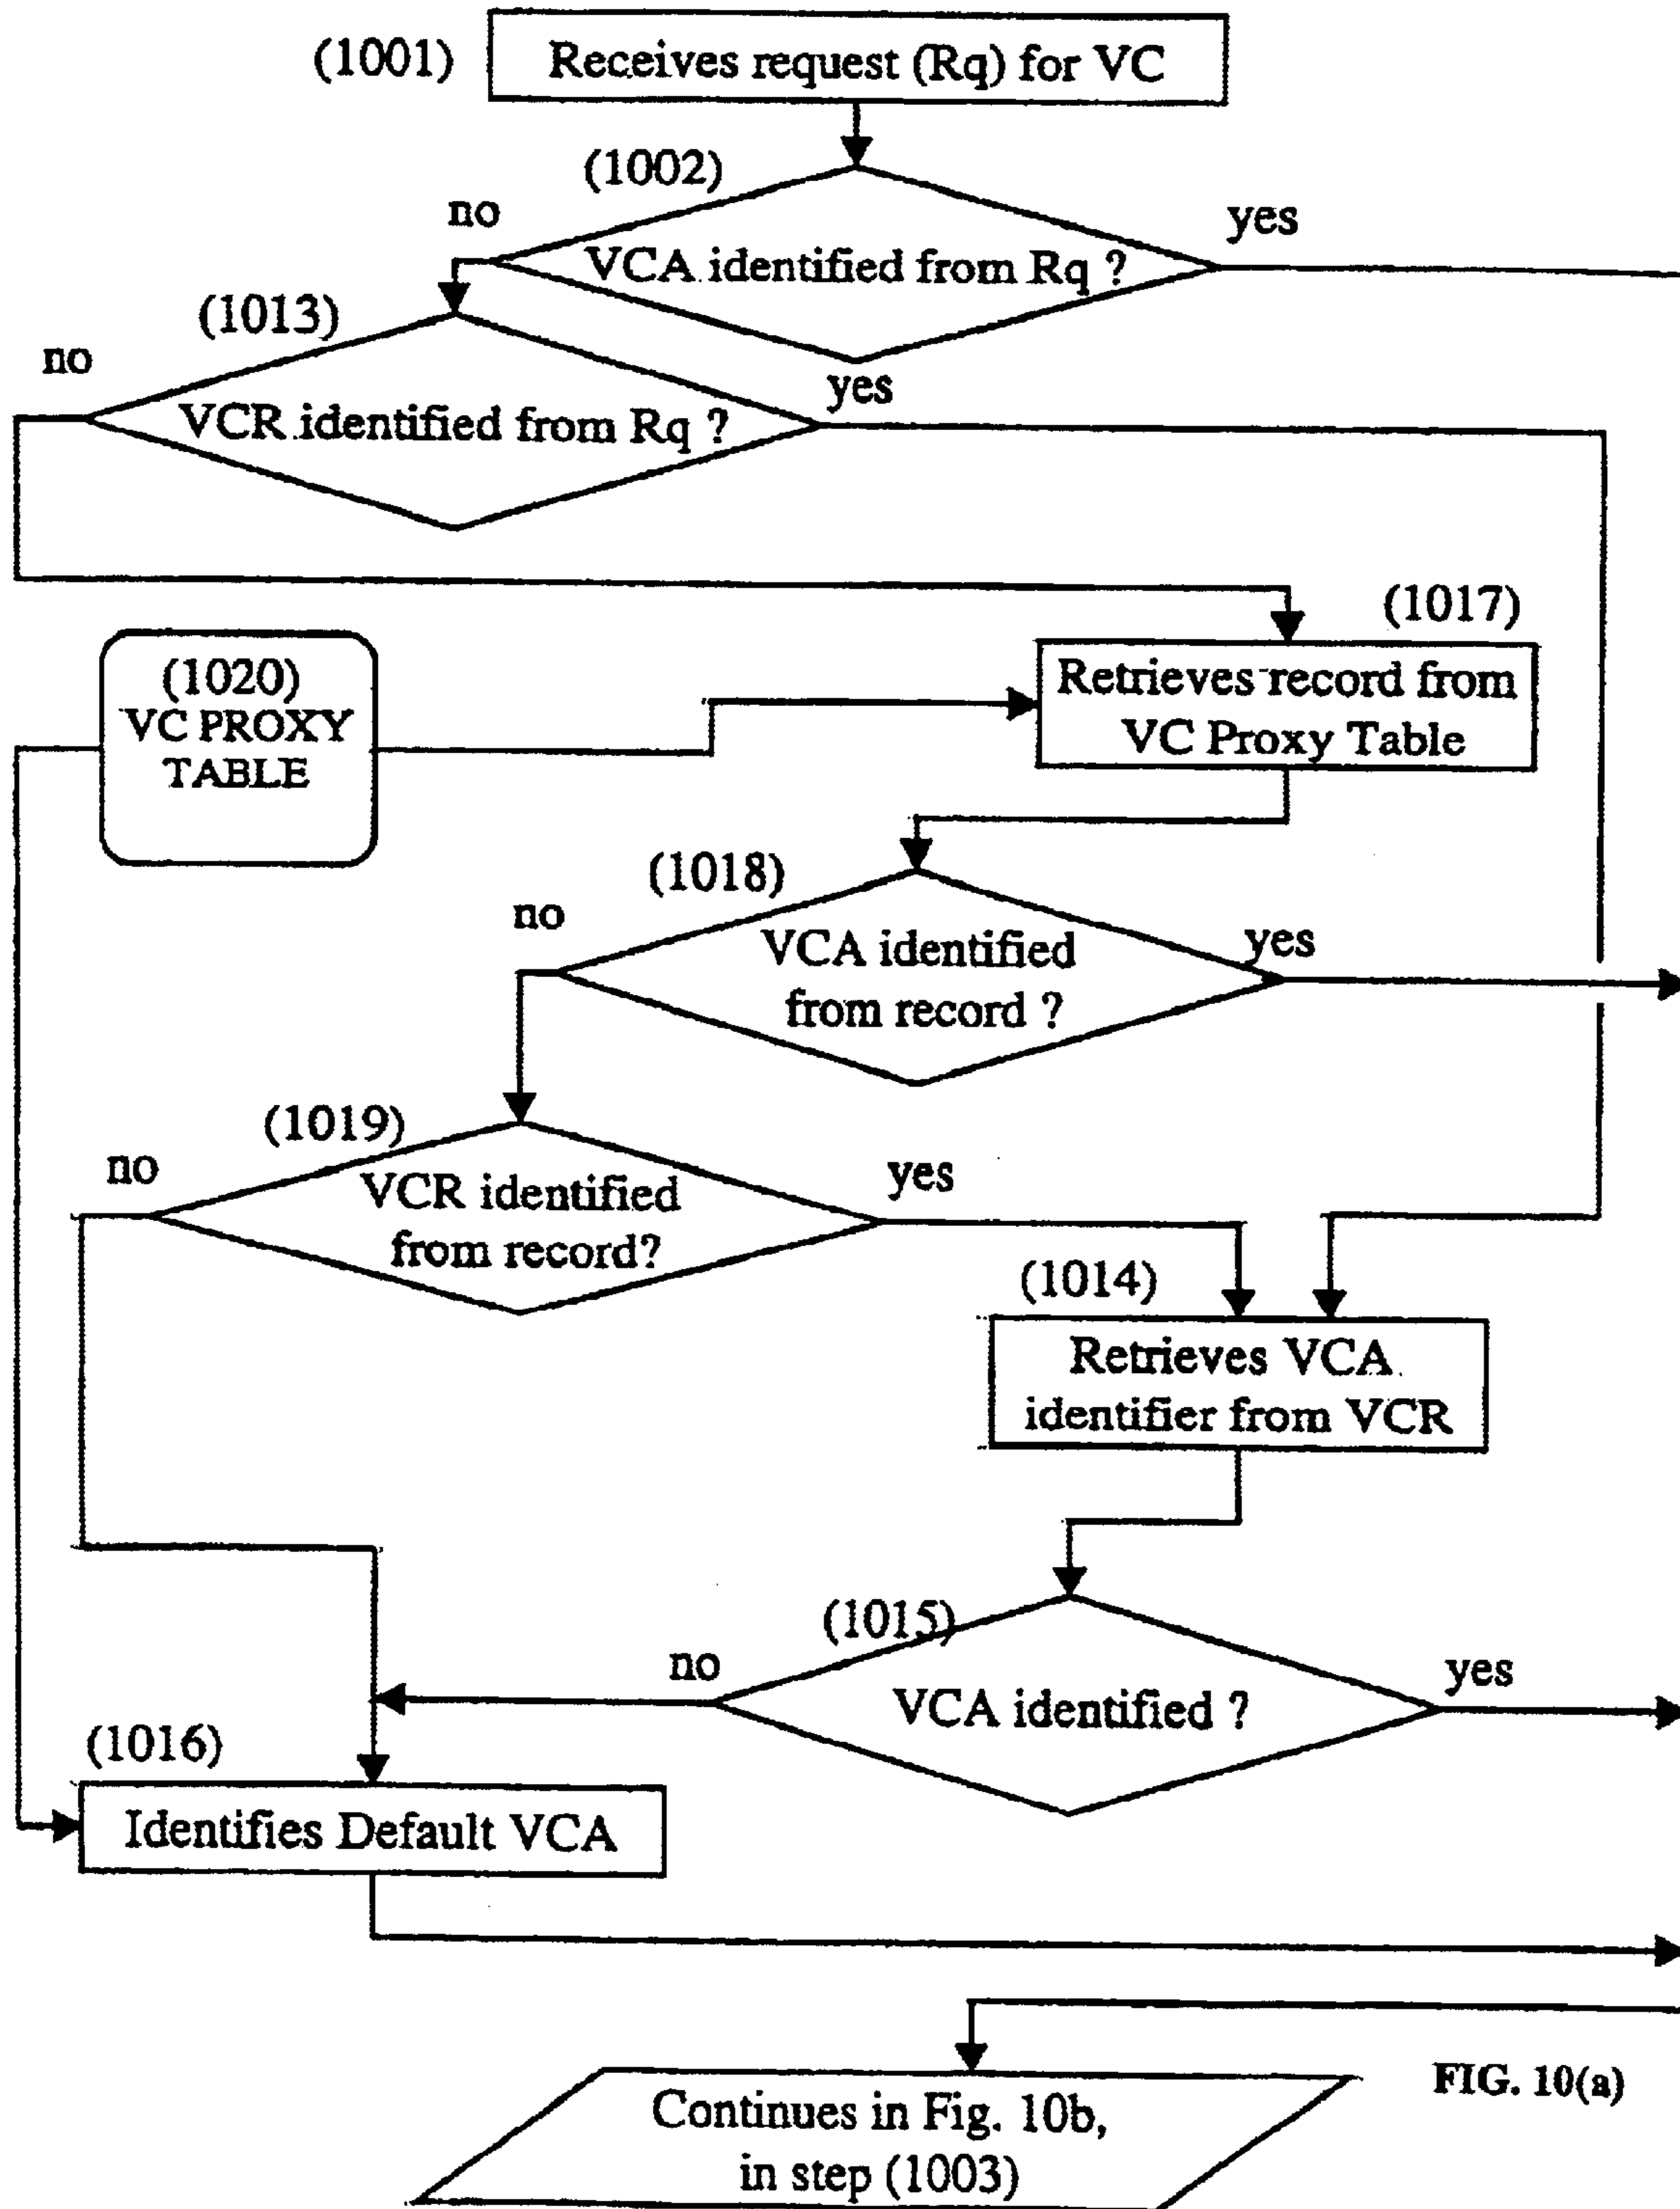 (1001)
Receives request (Rq) for VC
(1002)
no
yes
VCA identified from Rq ?
(1013)
no
yes
VCR identified from Rq ?
(1017)
(1020)
VC PROXY
TABLE
Retrieves record from
VC Proxy Table
(1018)
no
yes
VCA identified
from record ?
(1019)
no
yes
VCR identified
from record?
(1014)
Retrieves VCA
identifier from VCR
(1015)
no
yes
VCA identified ?
(1016)
Identifies Default VCA
FIG. 10(a)
Continues in Fig. 10b,
in step (1003)